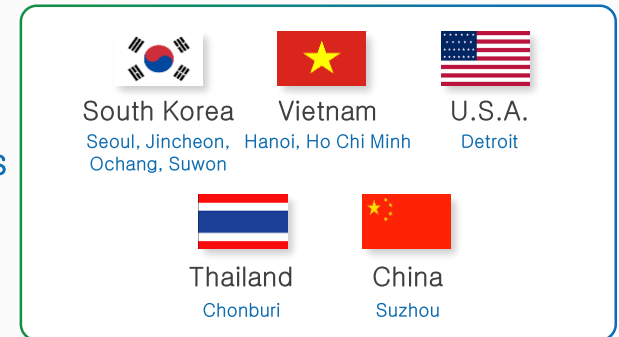 South Korea
Seoul, Jincheon,
Ochang, Suwon
Vietnam
Hanoi, Ho Chi Minh
U.S.A.
Detroit
s
Thailand
Chonburi
China
Suzhou